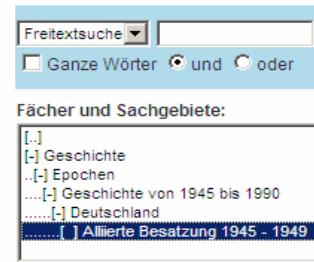 Freitextsuche
Ganze Wörter und oder
Fächer und Sachgebiete:
[..]
[-] Geschichte
..[-] Epochen
....[-] Geschichte von 1945 bis 1990
......[-] Deutschland
........[ ] Alliierte Besatzung 1945 - 1949